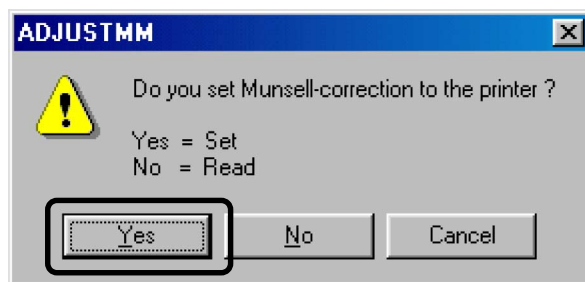 ADJUSTMM
Do you set Munsell-correction to the printer ?
Yes = Set
No = Read
Yes No Cancel